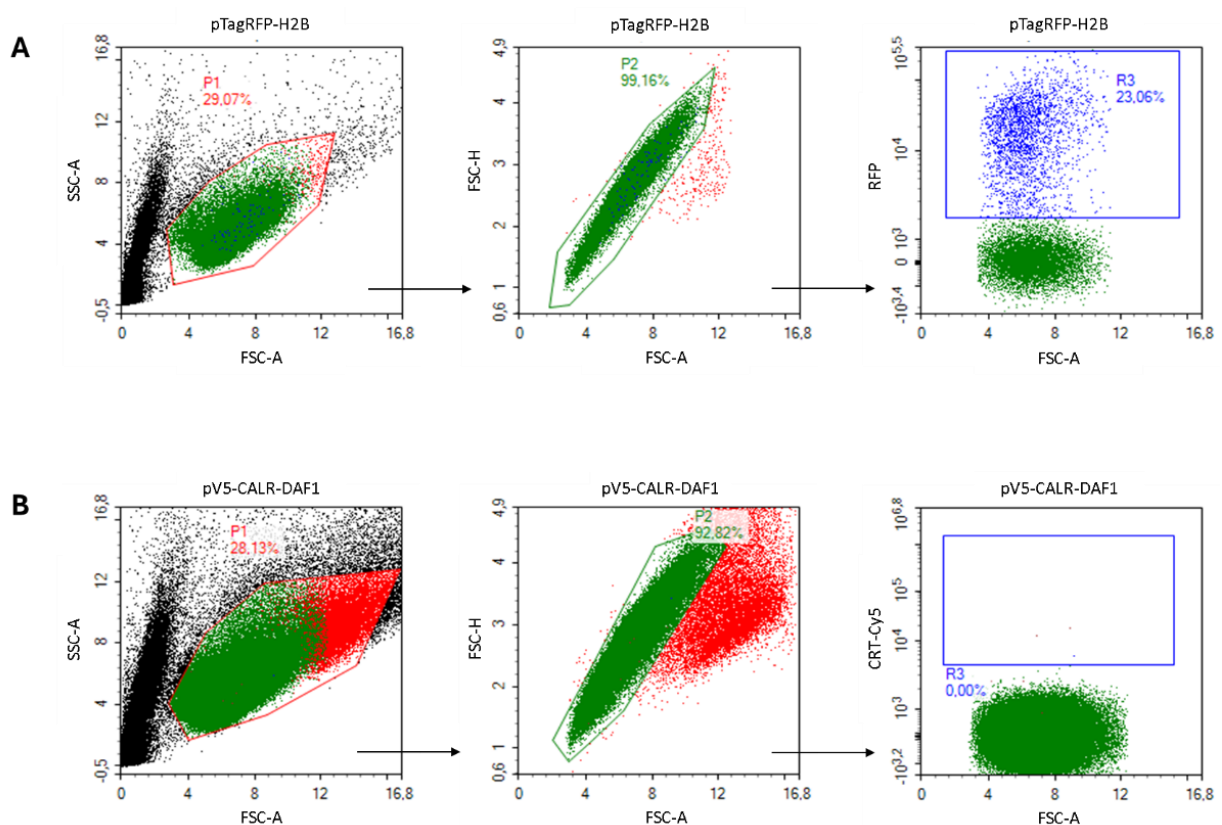 A
pTagRFP-H2B
16,8
12
8
4
-0,5
SSC-A
P1
29,07%
0
4
8
12
16,8
FSC-A
pTagRFP-H2B
4,9
4
3
2
1
0,6
FSC-H
P2
99,16%
0
4
8
12
16,8
FSC-A
pTagRFP-H2B
10^5,5
10^4
10^3
0
-10^3,4
RFP
R3
23,06%
4
8
12
16,8
FSC-A
B
pV5-CALR-DAF1
16,8
12
8
4
-0,5
SSC-A
P1
28,13%
0
4
8
12
16,8
FSC-A
pV5-CALR-DAF1
4,9
4
3
2
1
0,6
FSC-H
P2
92,82%
0
4
8
12
16,8
FSC-A
pV5-CALR-DAF1
10^6,8
10^5
10^4
10^3
-10^3,2
CRT-Cy5
R3
0,00%
0
4
8
12
16,8
FSC-A